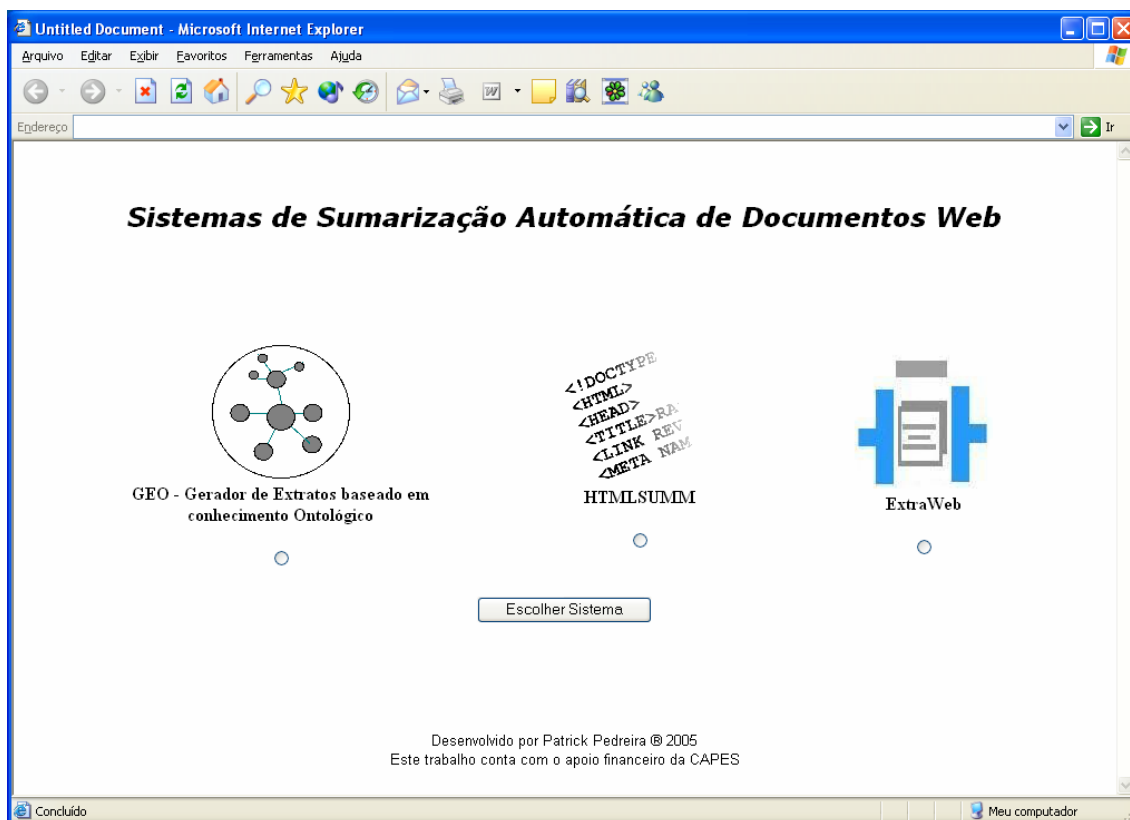 Untitled Document - Microsoft Internet Explorer
Arquivo Editar Exibir Favoritos Ferramentas Ajuda
Endereço Ir
Sistemas de Sumarização Automática de Documentos Web
<!DOCTYPE
<HTML>
<HEAD>
<TITLE>RA
<LINK REV
<META NAM
GEO - Gerador de Extratos baseado em
conhecimento Ontológico
HTMLSUMM
ExtraWeb
Escolher Sistema
Desenvolvido por Patrick Pedreira ® 2005
Este trabalho conta com o apoio financeiro da CAPES
Concluído Meu computador